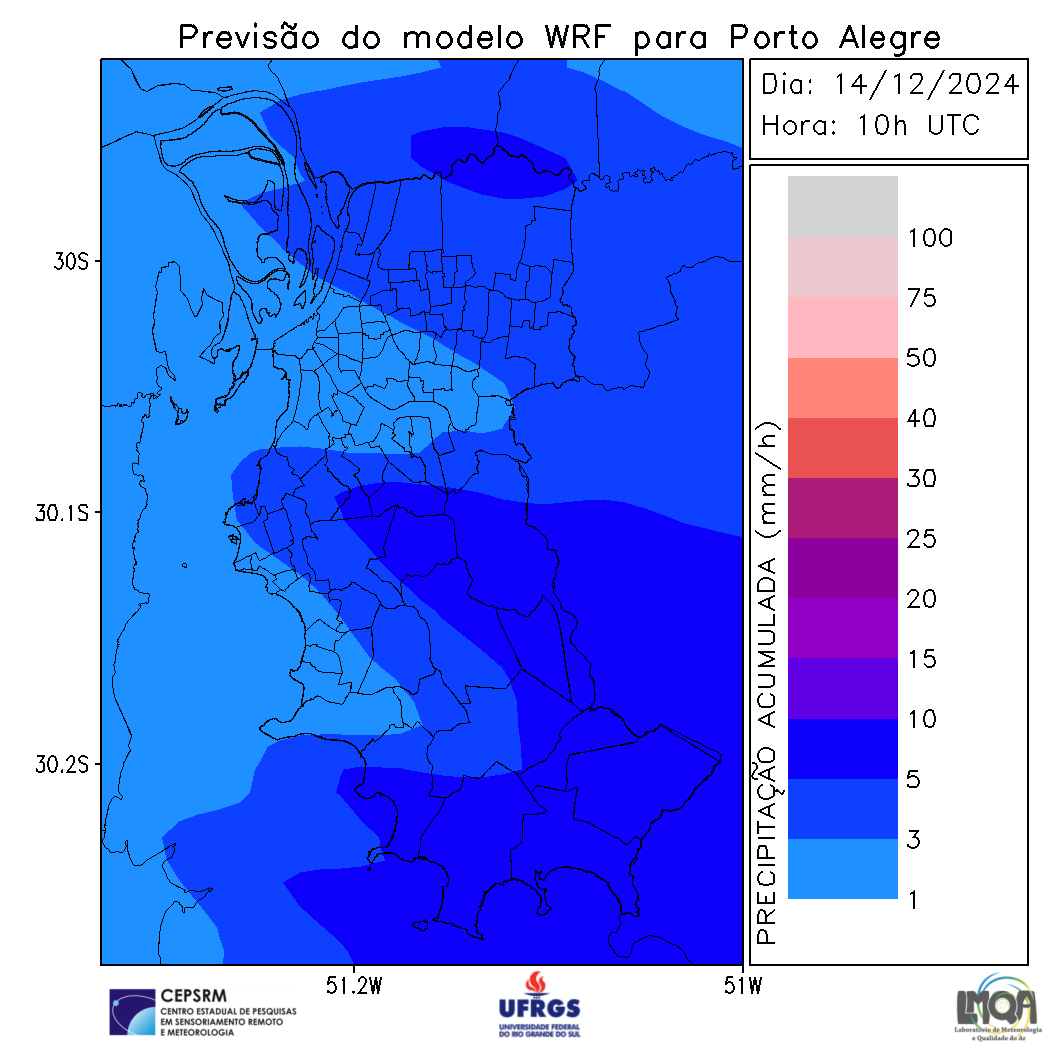 Previsão do modelo WRF para Porto Alegre
Dia: 14/12/2024
Hora: 10h UTC
30S
30.1S
30.2S
51.2W
51W
PRECIPITAÇÃO ACUMULADA (mm/h)
100
75
50
40
30
25
20
15
10
5
3
1
CEPSRM
CENTRO ESTADUAL DE PESQUISAS
EM SENSORIAMENTO REMOTO
E METEOROLOGIA
UFRGS
UNIVERSIDADE FEDERAL
DO RIO GRANDE DO SUL
LMQA
Laboratório de Meteorologia
e Qualidade do Ar